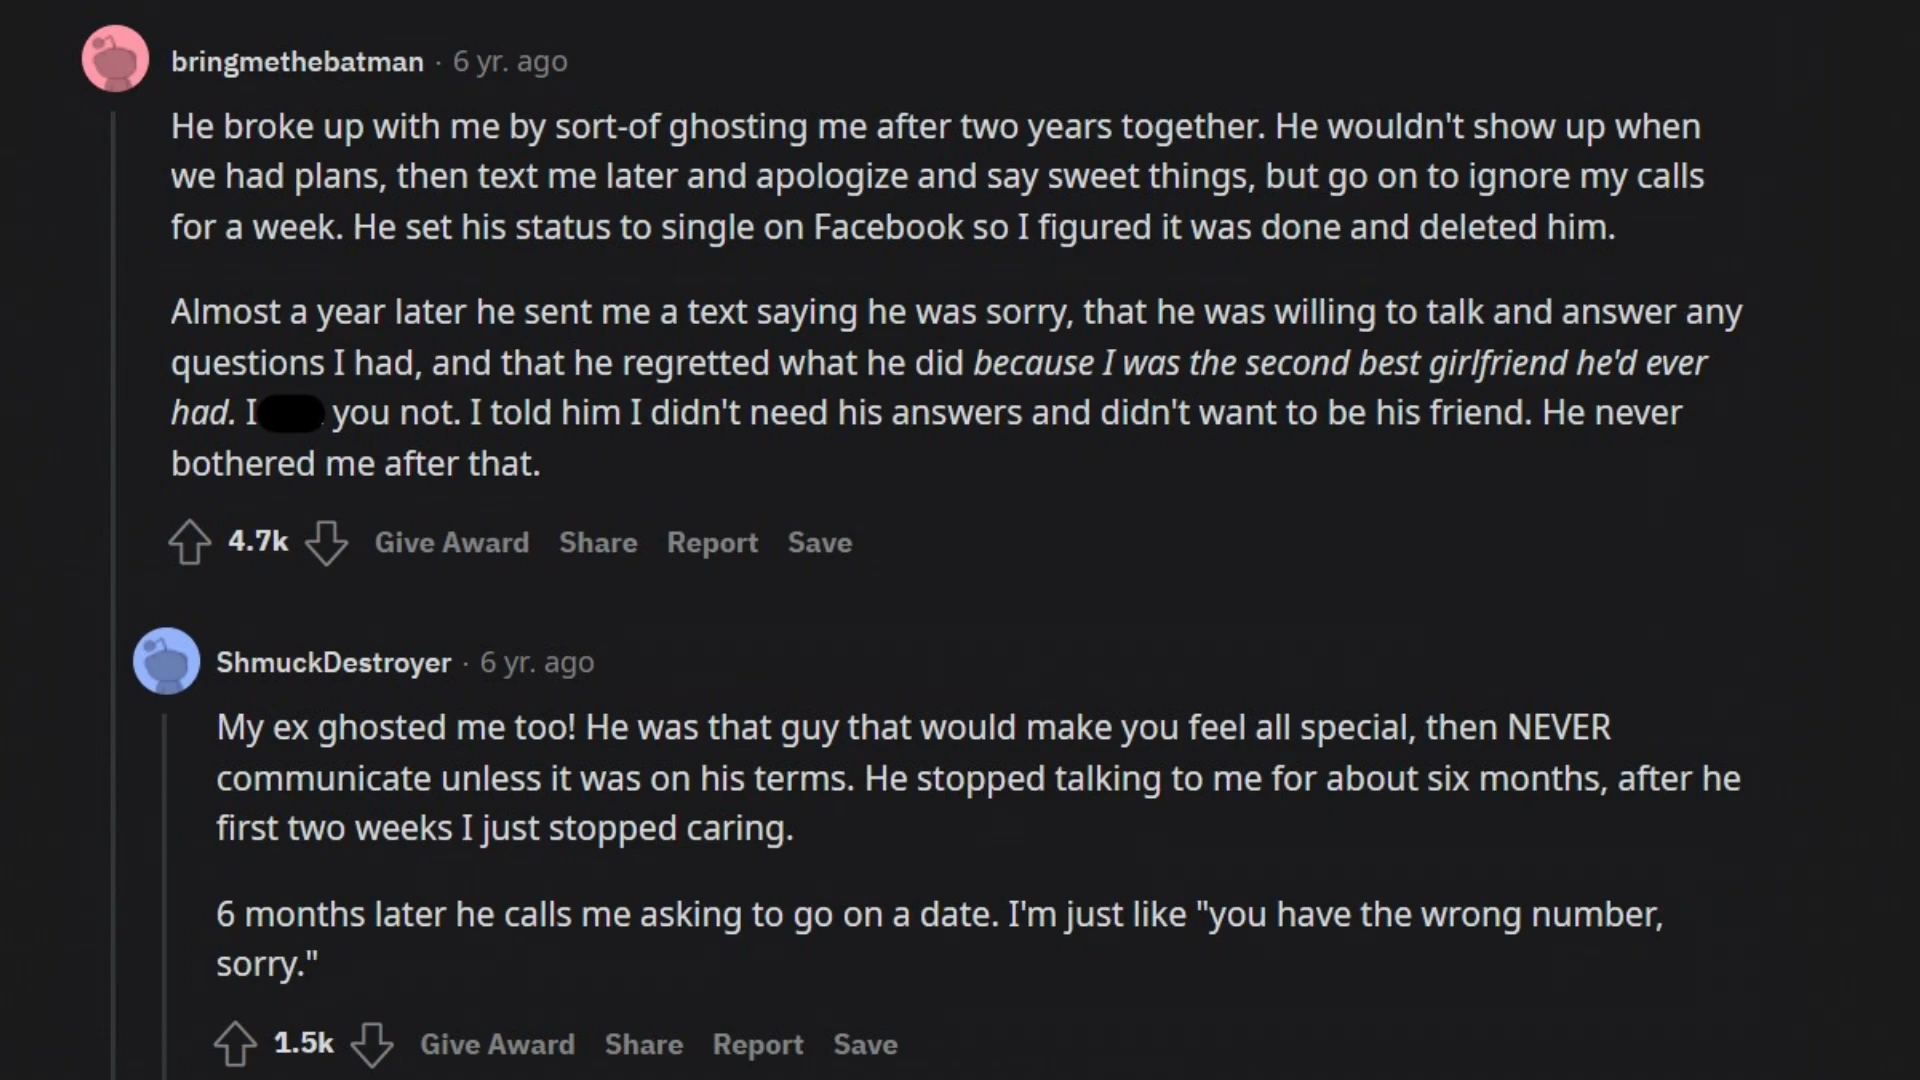 bringmethebatman · 6 yr. ago
He broke up with me by sort-of ghosting me after two years together. He wouldn't show up when
we had plans, then text me later and apologize and say sweet things, but go on to ignore my calls
for a week. He set his status to single on Facebook so I figured it was done and deleted him.
Almost a year later he sent me a text saying he was sorry, that he was willing to talk and answer any
questions I had, and that he regretted what he did because I was the second best girlfriend he'd ever
had. I you not. I told him I didn't need his answers and didn't want to be his friend. He never
bothered me after that.
4.7k Give Award Share Report Save
ShmuckDestroyer · 6 yr. ago
My ex ghosted me too! He was that guy that would make you feel all special, then NEVER
communicate unless it was on his terms. He stopped talking to me for about six months, after he
first two weeks I just stopped caring.
6 months later he calls me asking to go on a date. I'm just like "you have the wrong number,
sorry."
1.5k Give Award Share Report Save